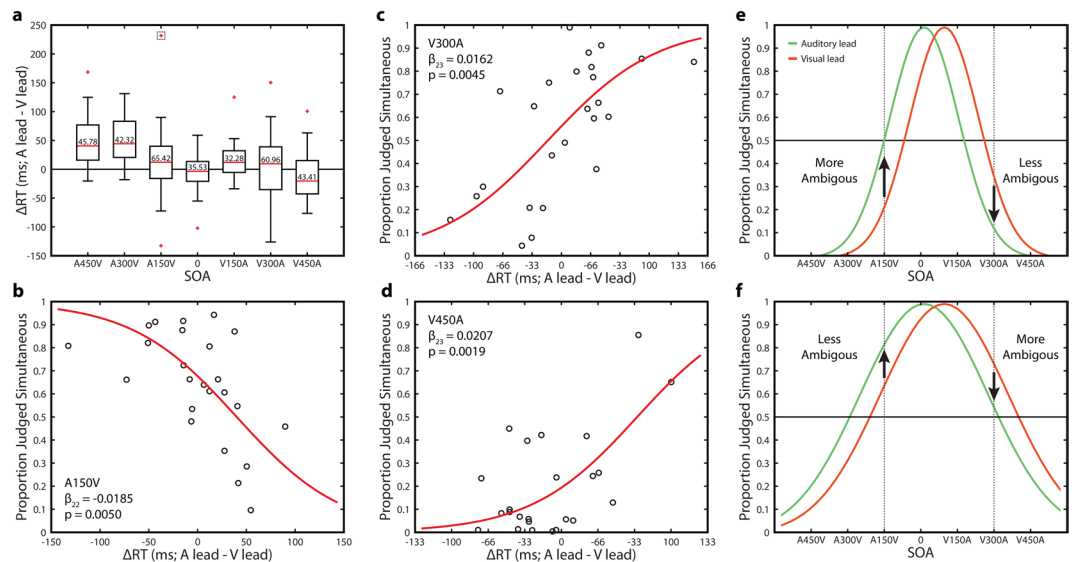 a
250
200
150
100
50
0
-50
-100
-150
ΔRT (ms; A lead - V lead)
45.78
42.32
65.42
35.53
32.28
60.96
43.41
A450V
A300V
A150V
0
V150A
V300A
V450A
SOA
b
1
0.9
0.8
0.7
0.6
0.5
0.4
0.3
0.2
0.1
0
Proportion Judged Simultaneous
A150V
β22 = -0.0185
p = 0.0050
-150
-100
-50
0
50
100
150
ΔRT (ms; A lead - V lead)
c
1
0.9
0.8
0.7
0.6
0.5
0.4
0.3
0.2
0.1
0
Proportion Judged Simultaneous
V300A
β23 = 0.0162
p = 0.0045
-166
-133
-100
-66
-33
0
-33
-66
100
133
166
ΔRT (ms; A lead - V lead)
d
1
0.9
0.8
0.7
0.6
0.5
0.4
0.3
0.2
0.1
0
Proportion Judged Simultaneous
V450A
β23 = 0.0207
p = 0.0019
-133
-100
-66
-33
0
-33
-66
100
133
ΔRT (ms; A lead - V lead)
e
1
0.9
0.8
0.7
0.6
0.5
0.4
0.3
0.2
0.1
0
Proportion Judged Simultaneous
Auditory lead
Visual lead
More
Ambigous
Less
Ambigous
A450V
A300V
A150V
0
V150A
V300A
V450A
SOA
f
1
0.9
0.8
0.7
0.6
0.5
0.4
0.3
0.2
0.1
0
Proportion Judged Simultaneous
Less
Ambigous
More
Ambigous
A450V
A300V
A150V
0
V150A
V300A
V450A
SOA